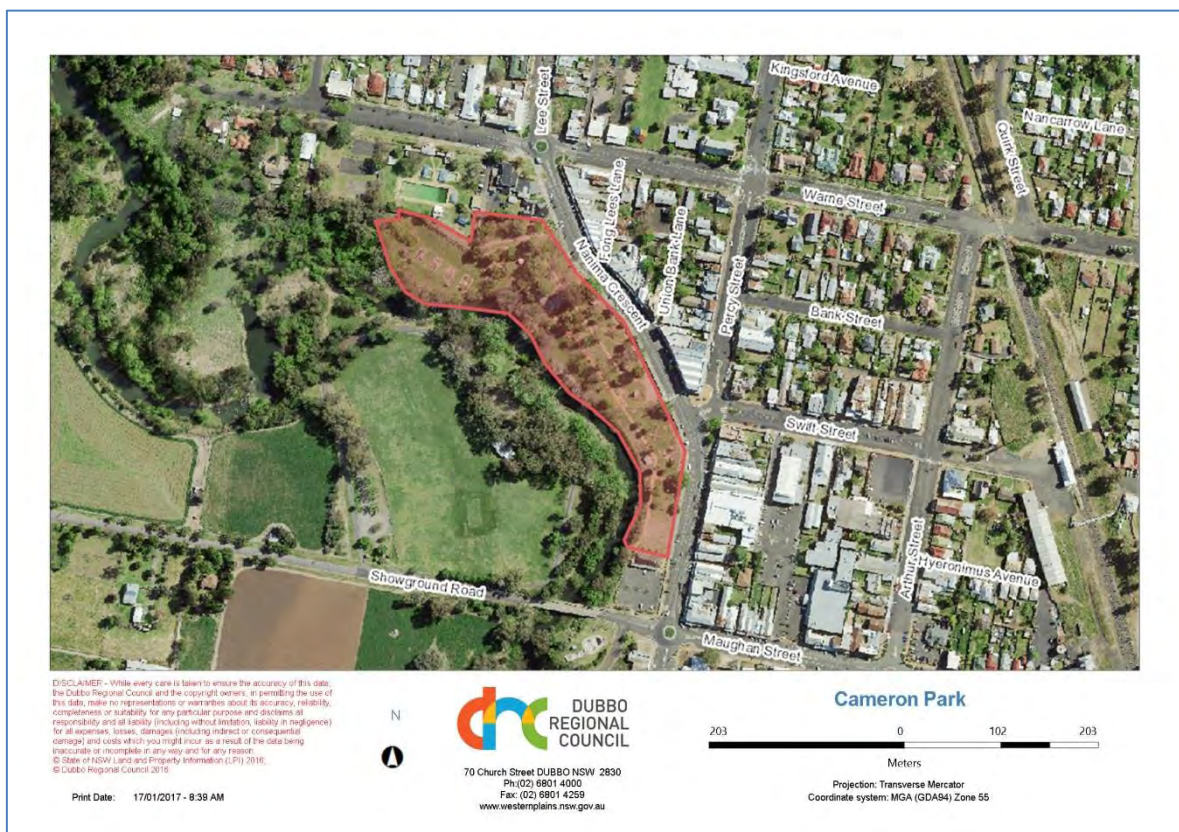 Kingsford Avenue
Lee Street
Quirk Street
Nancarrow Lane
Fong Lees Lane
Union Bank Lane
Warne Street
Nanima Crescent
Percy Street
Bank Street
Swift Street
Arthur Street
Hyeronimus Avenue
Showground Road
Maughan Street
DISCLAIMER - While every care is taken to ensure the accuracy of this data,
the Dubbo Regional Council and the copyright owners, in permitting the use of
this data, make no representations or warranties about its accuracy, reliability,
completeness or suitability for any particular purpose and disclaims all
responsibility and all liability (including without limitation, liability in negligence)
for all expenses, losses, damages (including indirect or consequential
damage) and costs which you might incur as a result of the data being
inaccurate or incomplete in any way and for any reason.
© State of NSW Land and Property Information (LPI) 2016;
© Dubbo Regional Council 2016
Print Date: 17/01/2017 - 8:39 AM
N
drc
DUBBO
REGIONAL
COUNCIL
70 Church Street DUBBO NSW 2830
Ph:(02) 6801 4000
Fax: (02) 6801 4259
www.westernplains.nsw.gov.au
Cameron Park
203 0 102 203
Meters
Projection: Transverse Mercator
Coordinate system: MGA (GDA94) Zone 55